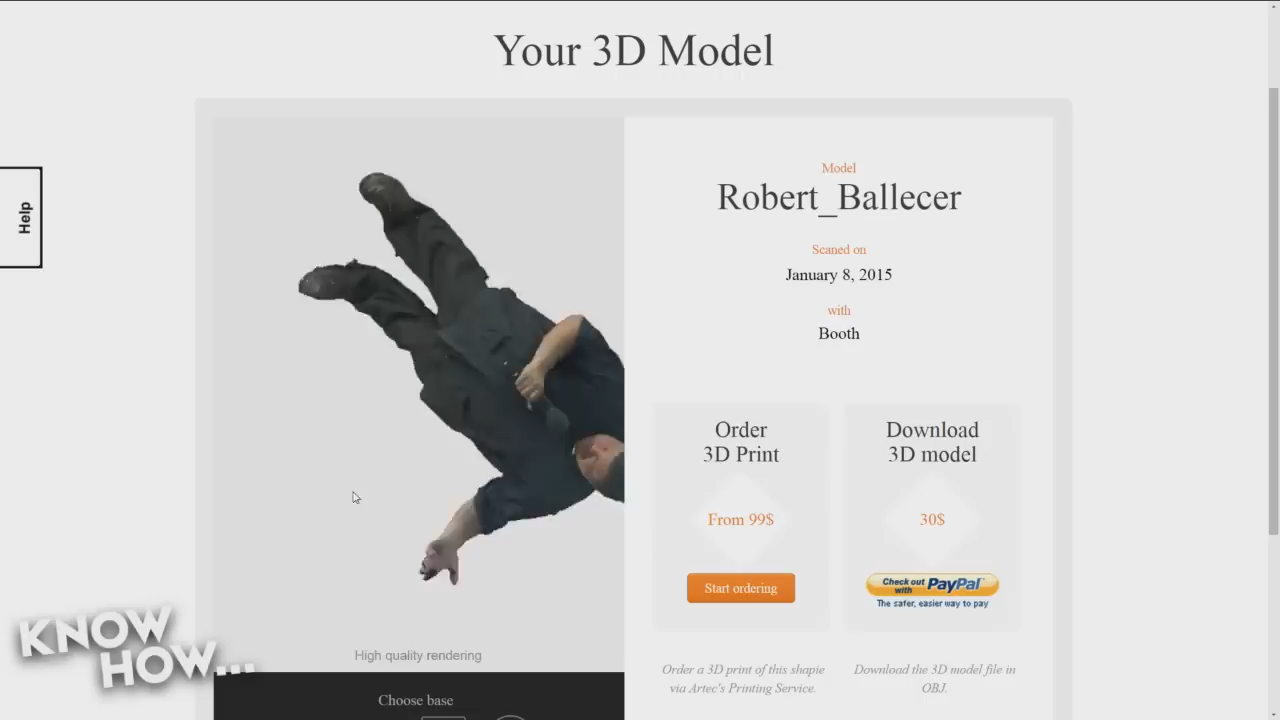 Your 3D Model
Help
Model
Robert_Ballecer
Scaned on
January 8, 2015
with
Booth
Order
3D Print
From 99$
Start ordering
Order a 3D print of this shapie
via Artec's Printing Service.
Download
3D model
30$
Check out
with PayPal
The safer, easier way to pay
Download the 3D model file in
OBJ.
High quality rendering
Choose base
KNOW
HOW...